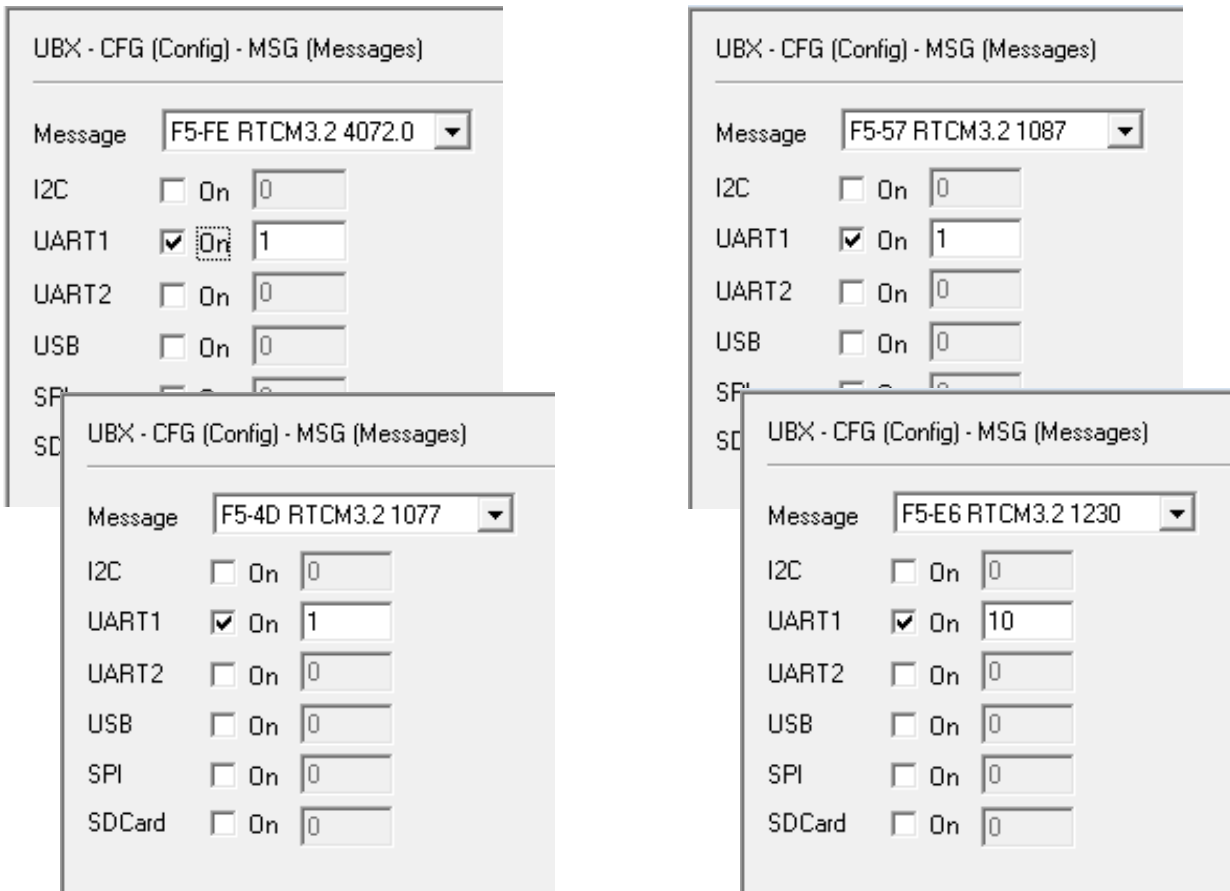 UBX - CFG (Config) - MSG (Messages)
Message F5-FE RTCM3.2 4072.0
I2C On 0
UART1 On 1
UART2 On 0
USB On 0
UBX - CFG (Config) - MSG (Messages)
Message F5-4D RTCM3.2 1077
I2C On 0
UART1 On 1
UART2 On 0
USB On 0
SPI On 0
SDCard On 0
UBX - CFG (Config) - MSG (Messages)
Message F5-57 RTCM3.2 1087
I2C On 0
UART1 On 1
UART2 On 0
USB On 0
UBX - CFG (Config) - MSG (Messages)
Message F5-E6 RTCM3.2 1230
I2C On 0
UART1 On 10
UART2 On 0
USB On 0
SPI On 0
SDCard On 0